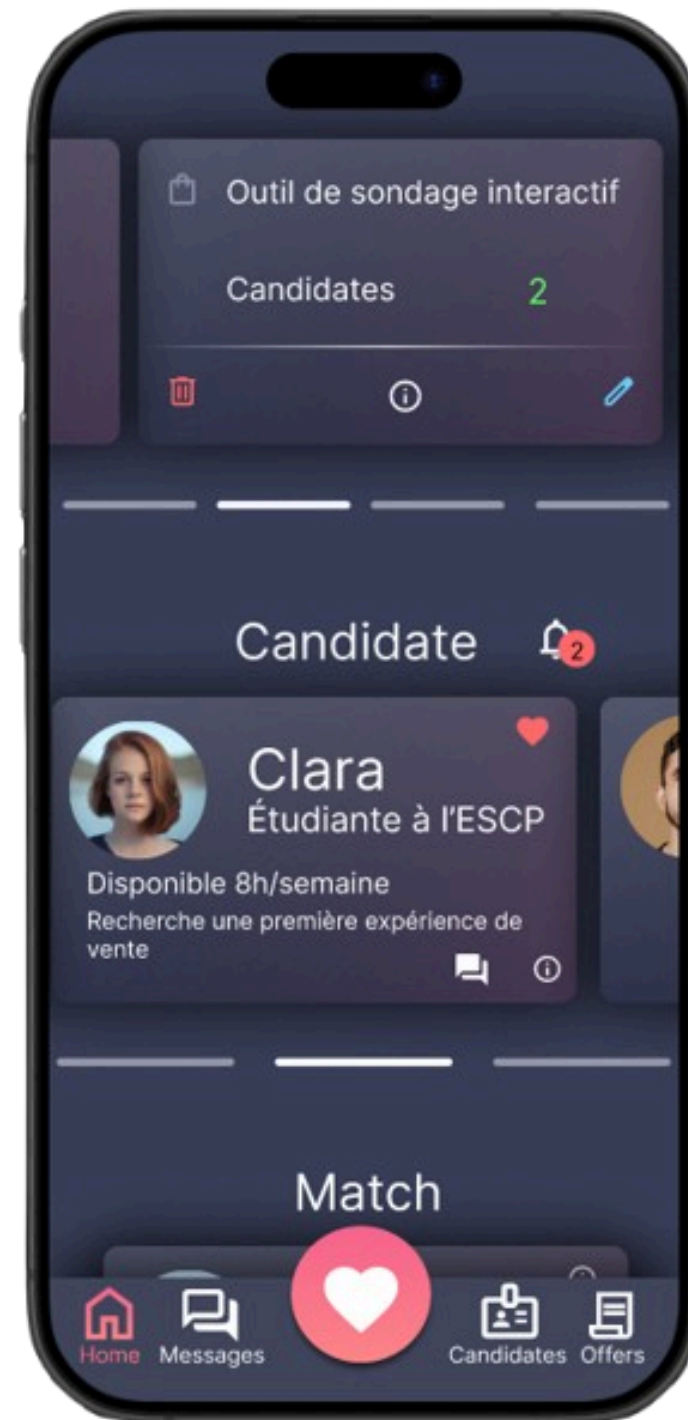 Outil de sondage interactif
Candidates 2
Candidate 2
Clara
Étudiante à l'ESCP
Disponible 8h/semaine
Recherche une première expérience de
vente
Match
Home Messages Candidates Offers